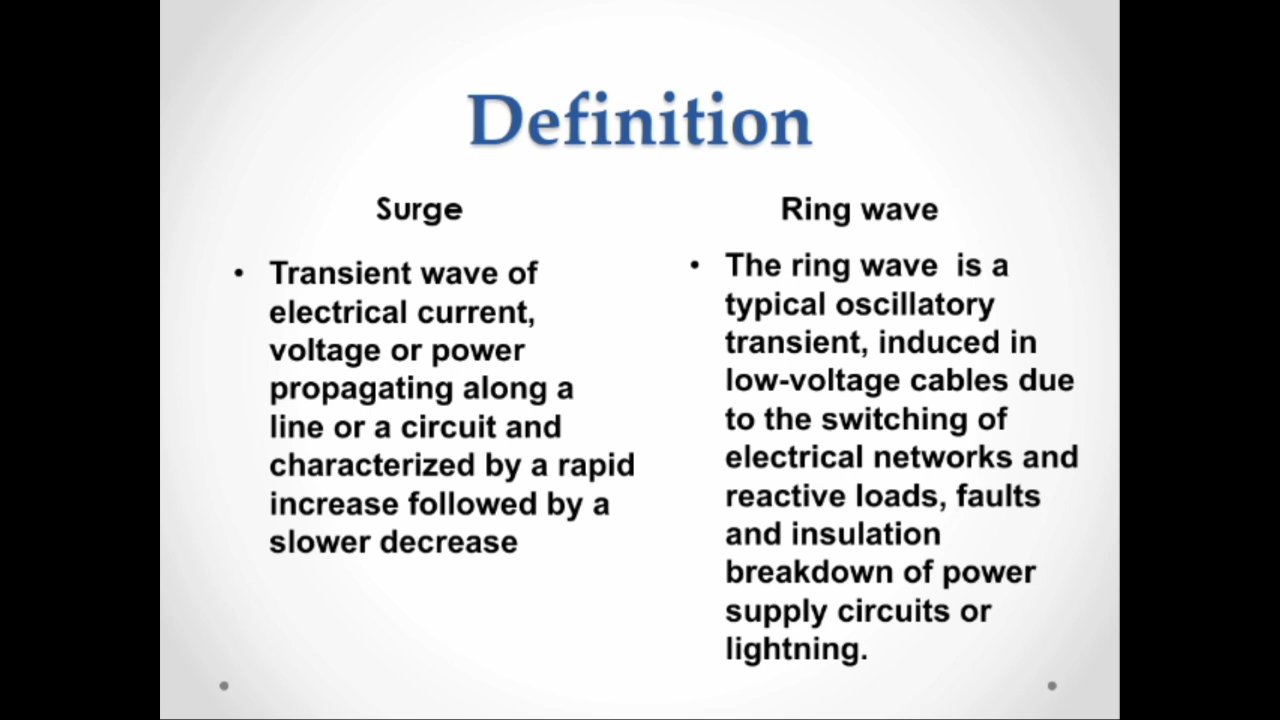 Definition
Surge
• Transient wave of
electrical current,
voltage or power
propagating along a
line or a circuit and
characterized by a rapid
increase followed by a
slower decrease
Ring wave
• The ring wave  is a
typical oscillatory
transient, induced in
low-voltage cables due
to the switching of
electrical networks and
reactive loads, faults
and insulation
breakdown of power
supply circuits or
lightning.